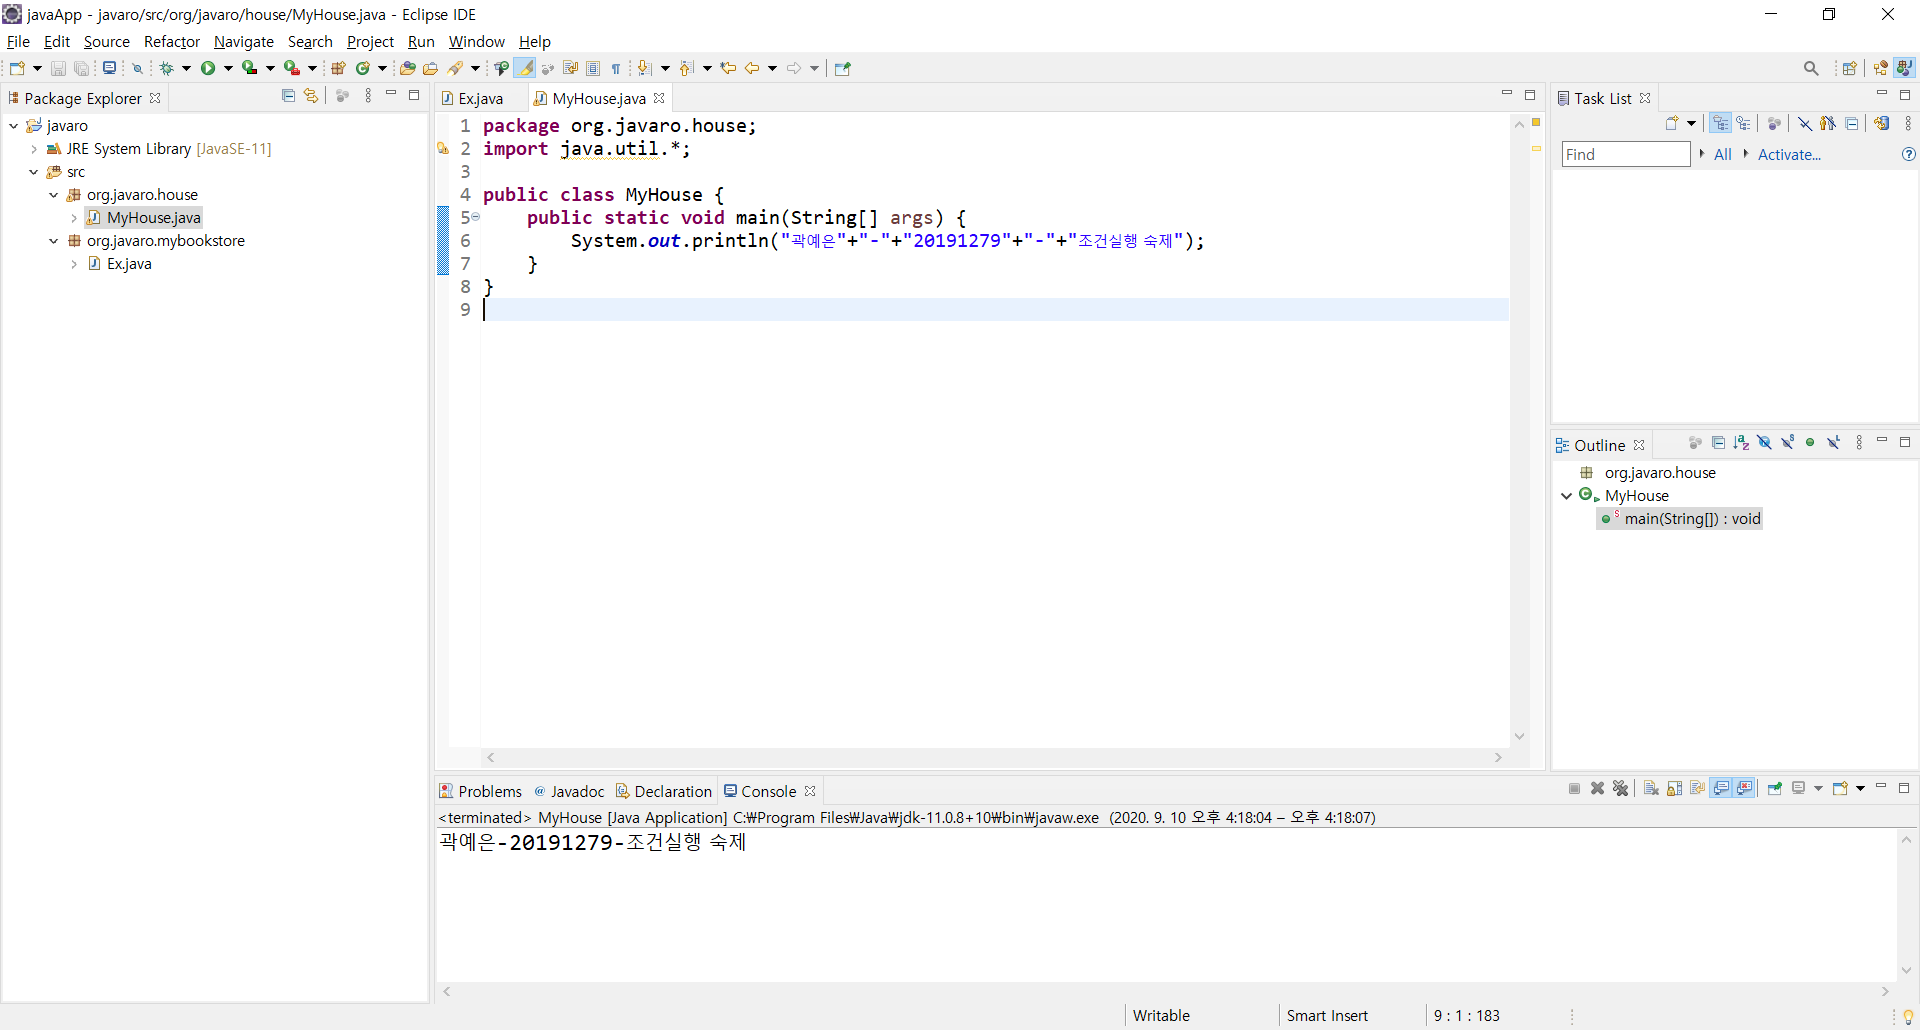 javaApp - javaro/src/org/javaro/house/MyHouse.java - Eclipse IDE
File Edit Source Refactor Navigate Search Project Run Window Help
Package Explorer
javaro
JRE System Library [JavaSE-11]
src
org.javaro.house
MyHouse.java
org.javaro.mybookstore
Ex.java
Ex.java MyHouse.java
1 package org.javaro.house;
2 import java.util.*;
3
4 public class MyHouse {
5 public static void main(String[] args) {
6 System.out.println("곽예은"+"-"+"20191279"+"-"+"조건실행 숙제");
7 }
8 }
9
Task List
Find All Activate...
Outline
org.javaro.house
MyHouse
main(String[]) : void
Problems @ Javadoc Declaration Console
<terminated> MyHouse [Java Application] C:₩Program Files₩Java₩jdk-11.0.8+10₩bin₩javaw.exe (2020. 9. 10 오후 4:18:04 – 오후 4:18:07)
곽예은-20191279-조건실행 숙제
Writable Smart Insert 9 : 1 : 183